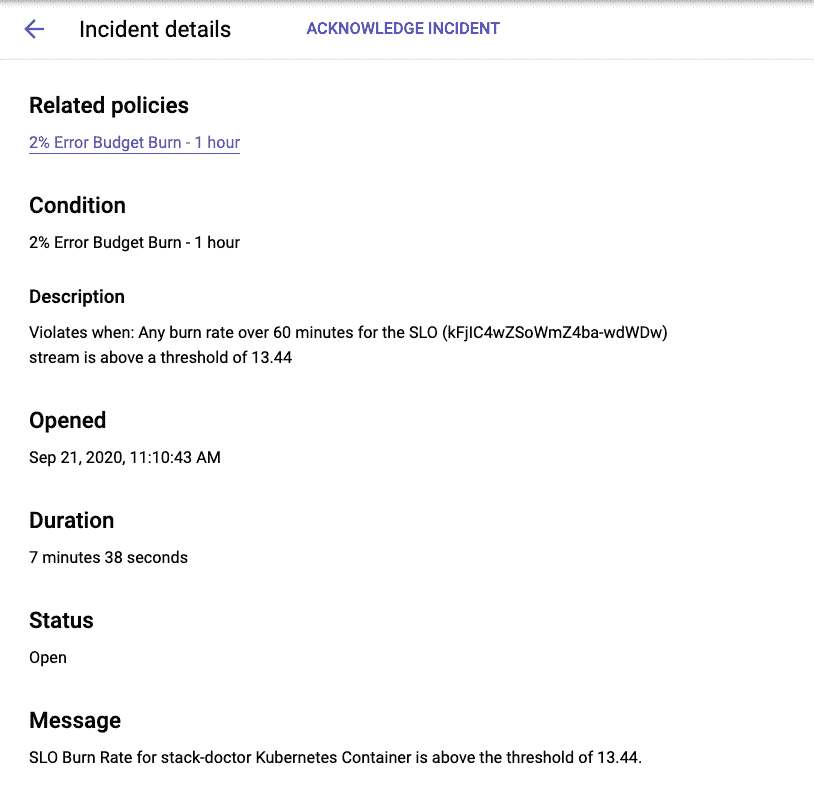 Incident details
ACKNOWLEDGE INCIDENT
Related policies
2% Error Budget Burn - 1 hour
Condition
2% Error Budget Burn - 1 hour
Description
Violates when: Any burn rate over 60 minutes for the SLO (kFjIC4wZSoWmZ4ba-wdWDw)
stream is above a threshold of 13.44
Opened
Sep 21, 2020, 11:10:43 AM
Duration
7 minutes 38 seconds
Status
Open
Message
SLO Burn Rate for stack-doctor Kubernetes Container is above the threshold of 13.44.